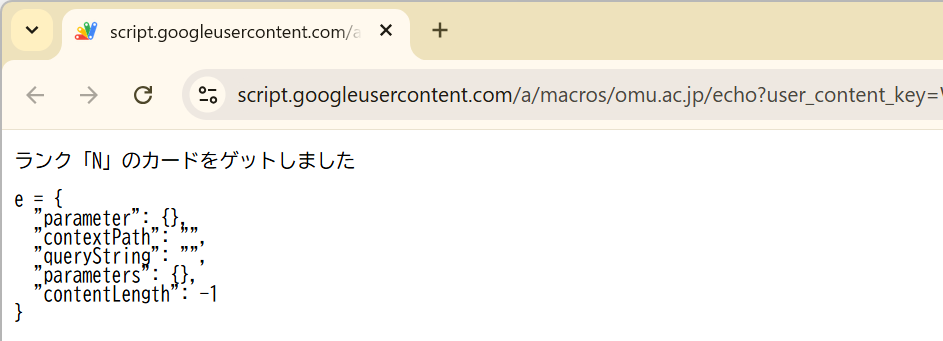 script.googleusercontent.com/a
script.googleusercontent.com/a/macros/omu.ac.jp/echo?user_content_key=
ランク「N」のカードをゲットしました
e = {
  "parameter": {},
  "contextPath": "",
  "queryString": "",
  "parameters": {},
  "contentLength": -1
}